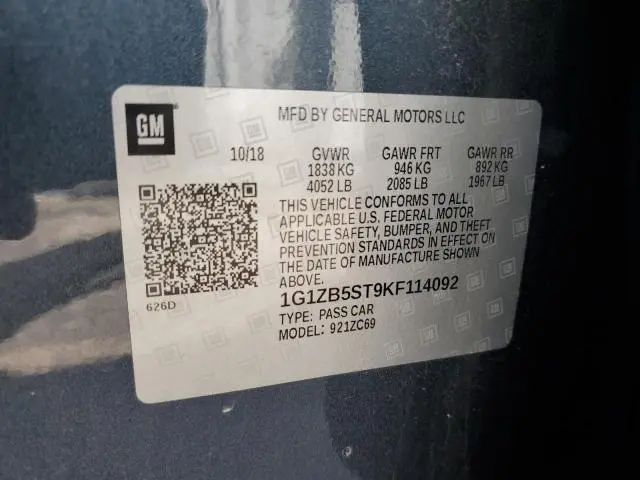 GM
MFD BY GENERAL MOTORS LLC
10/18 GVWR GAWR FRT GAWR RR
1838 KG 946 KG 892 KG
4052 LB 2085 LB 1967 LB
THIS VEHICLE CONFORMS TO ALL
APPLICABLE U.S. FEDERAL MOTOR
VEHICLE SAFETY, BUMPER, AND THEFT
PREVENTION STANDARDS IN EFFECT ON
THE DATE OF MANUFACTURE SHOWN
ABOVE.
626D
1G1ZB5ST9KF114092
TYPE: PASS CAR
MODEL: 921ZC69